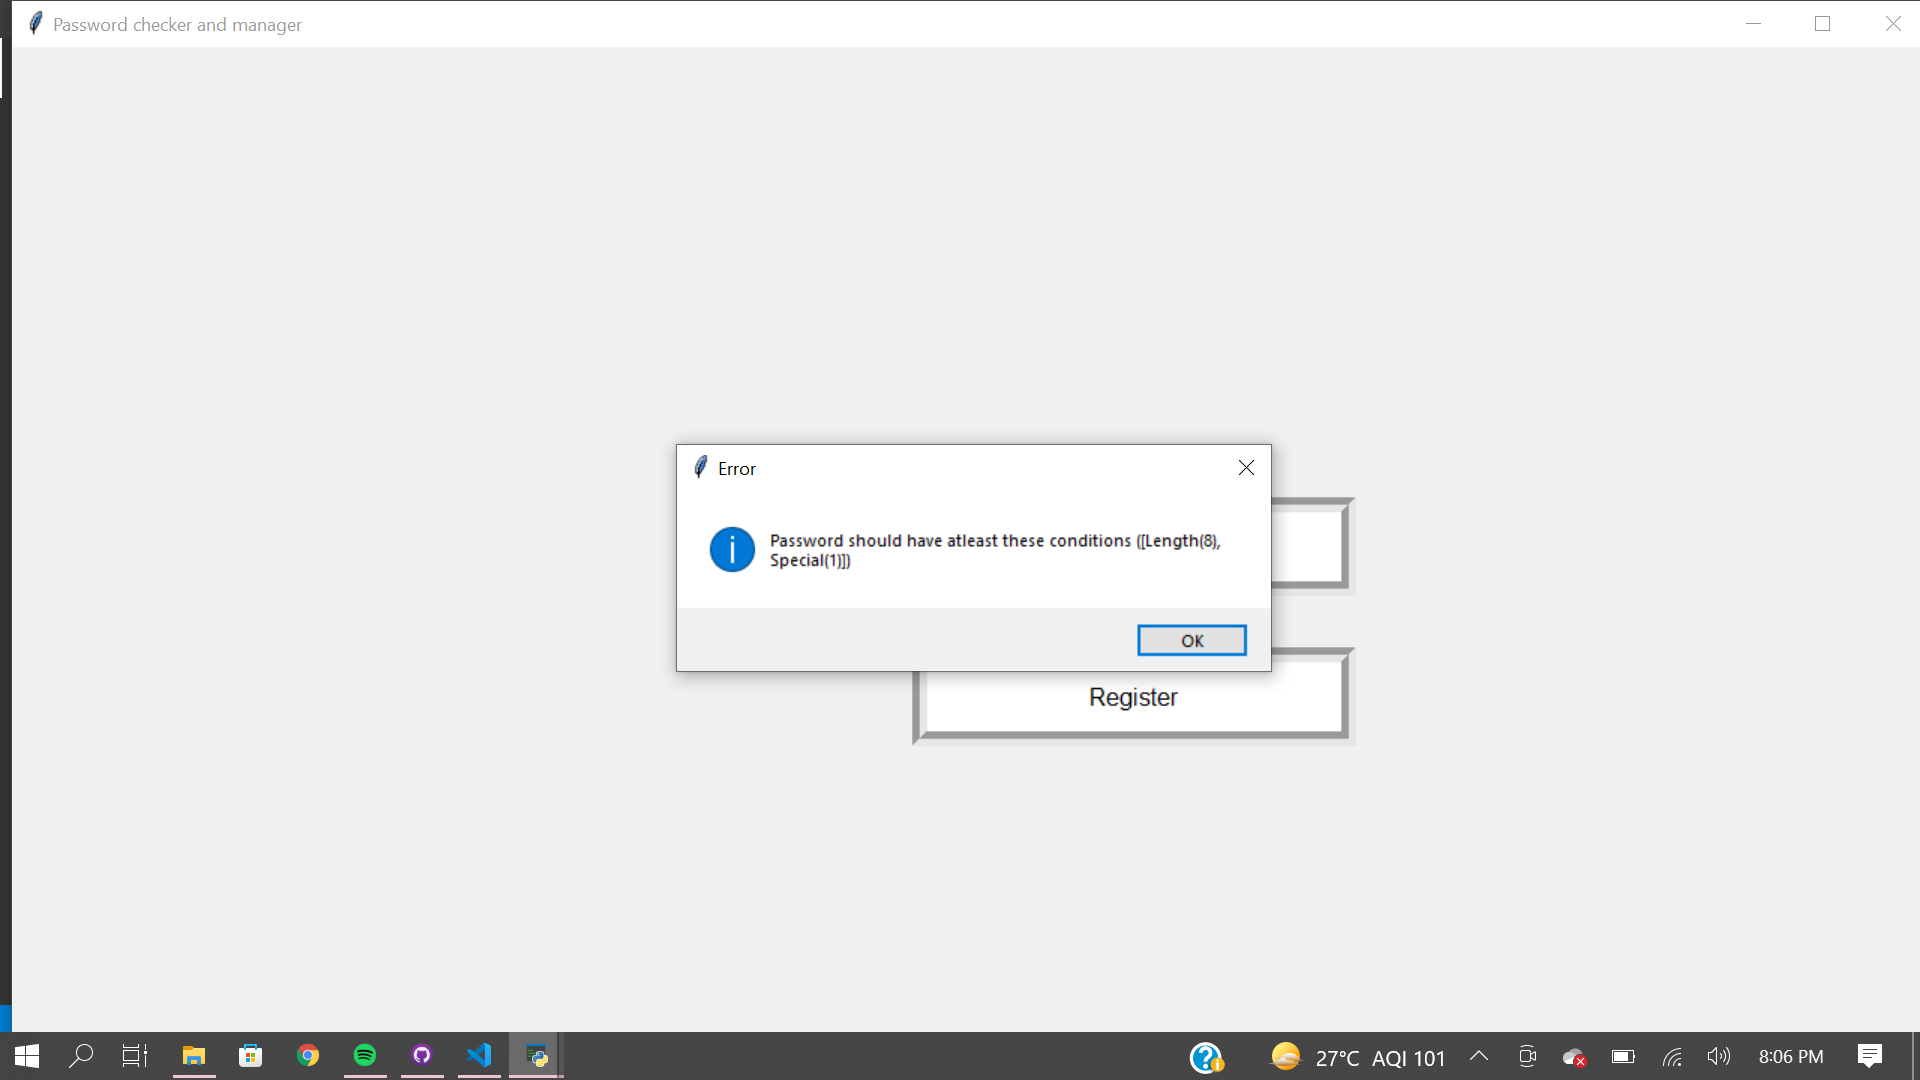 Password checker and manager
Error
Password should have atleast these conditions ([Length(8),
Special(1)])
OK
Register
27°C AQI 101
8:06 PM